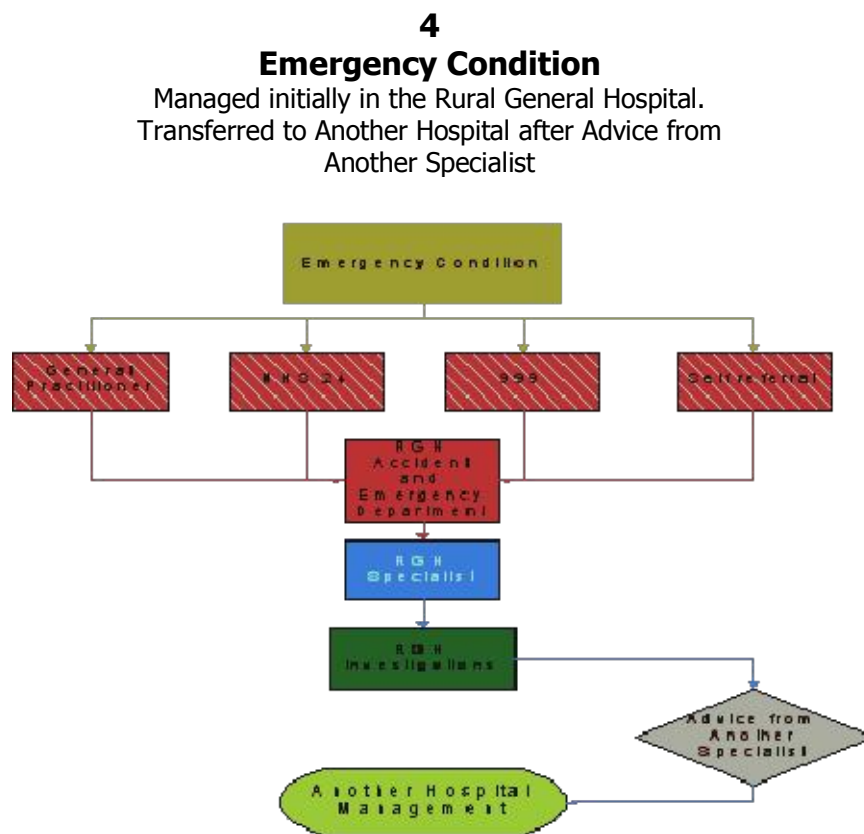 4
Emergency Condition
Managed initially in the Rural General Hospital.
Transferred to Another Hospital after Advice from
Another Specialist
Emergency Condition
General
Practitioner
NHS 24
999
Self referral
RGH
Accident
and
Emergency
Department
RGH
Specialist
RGH
Investigations
Advice from
Another
Specialist
Another Hospital
Management